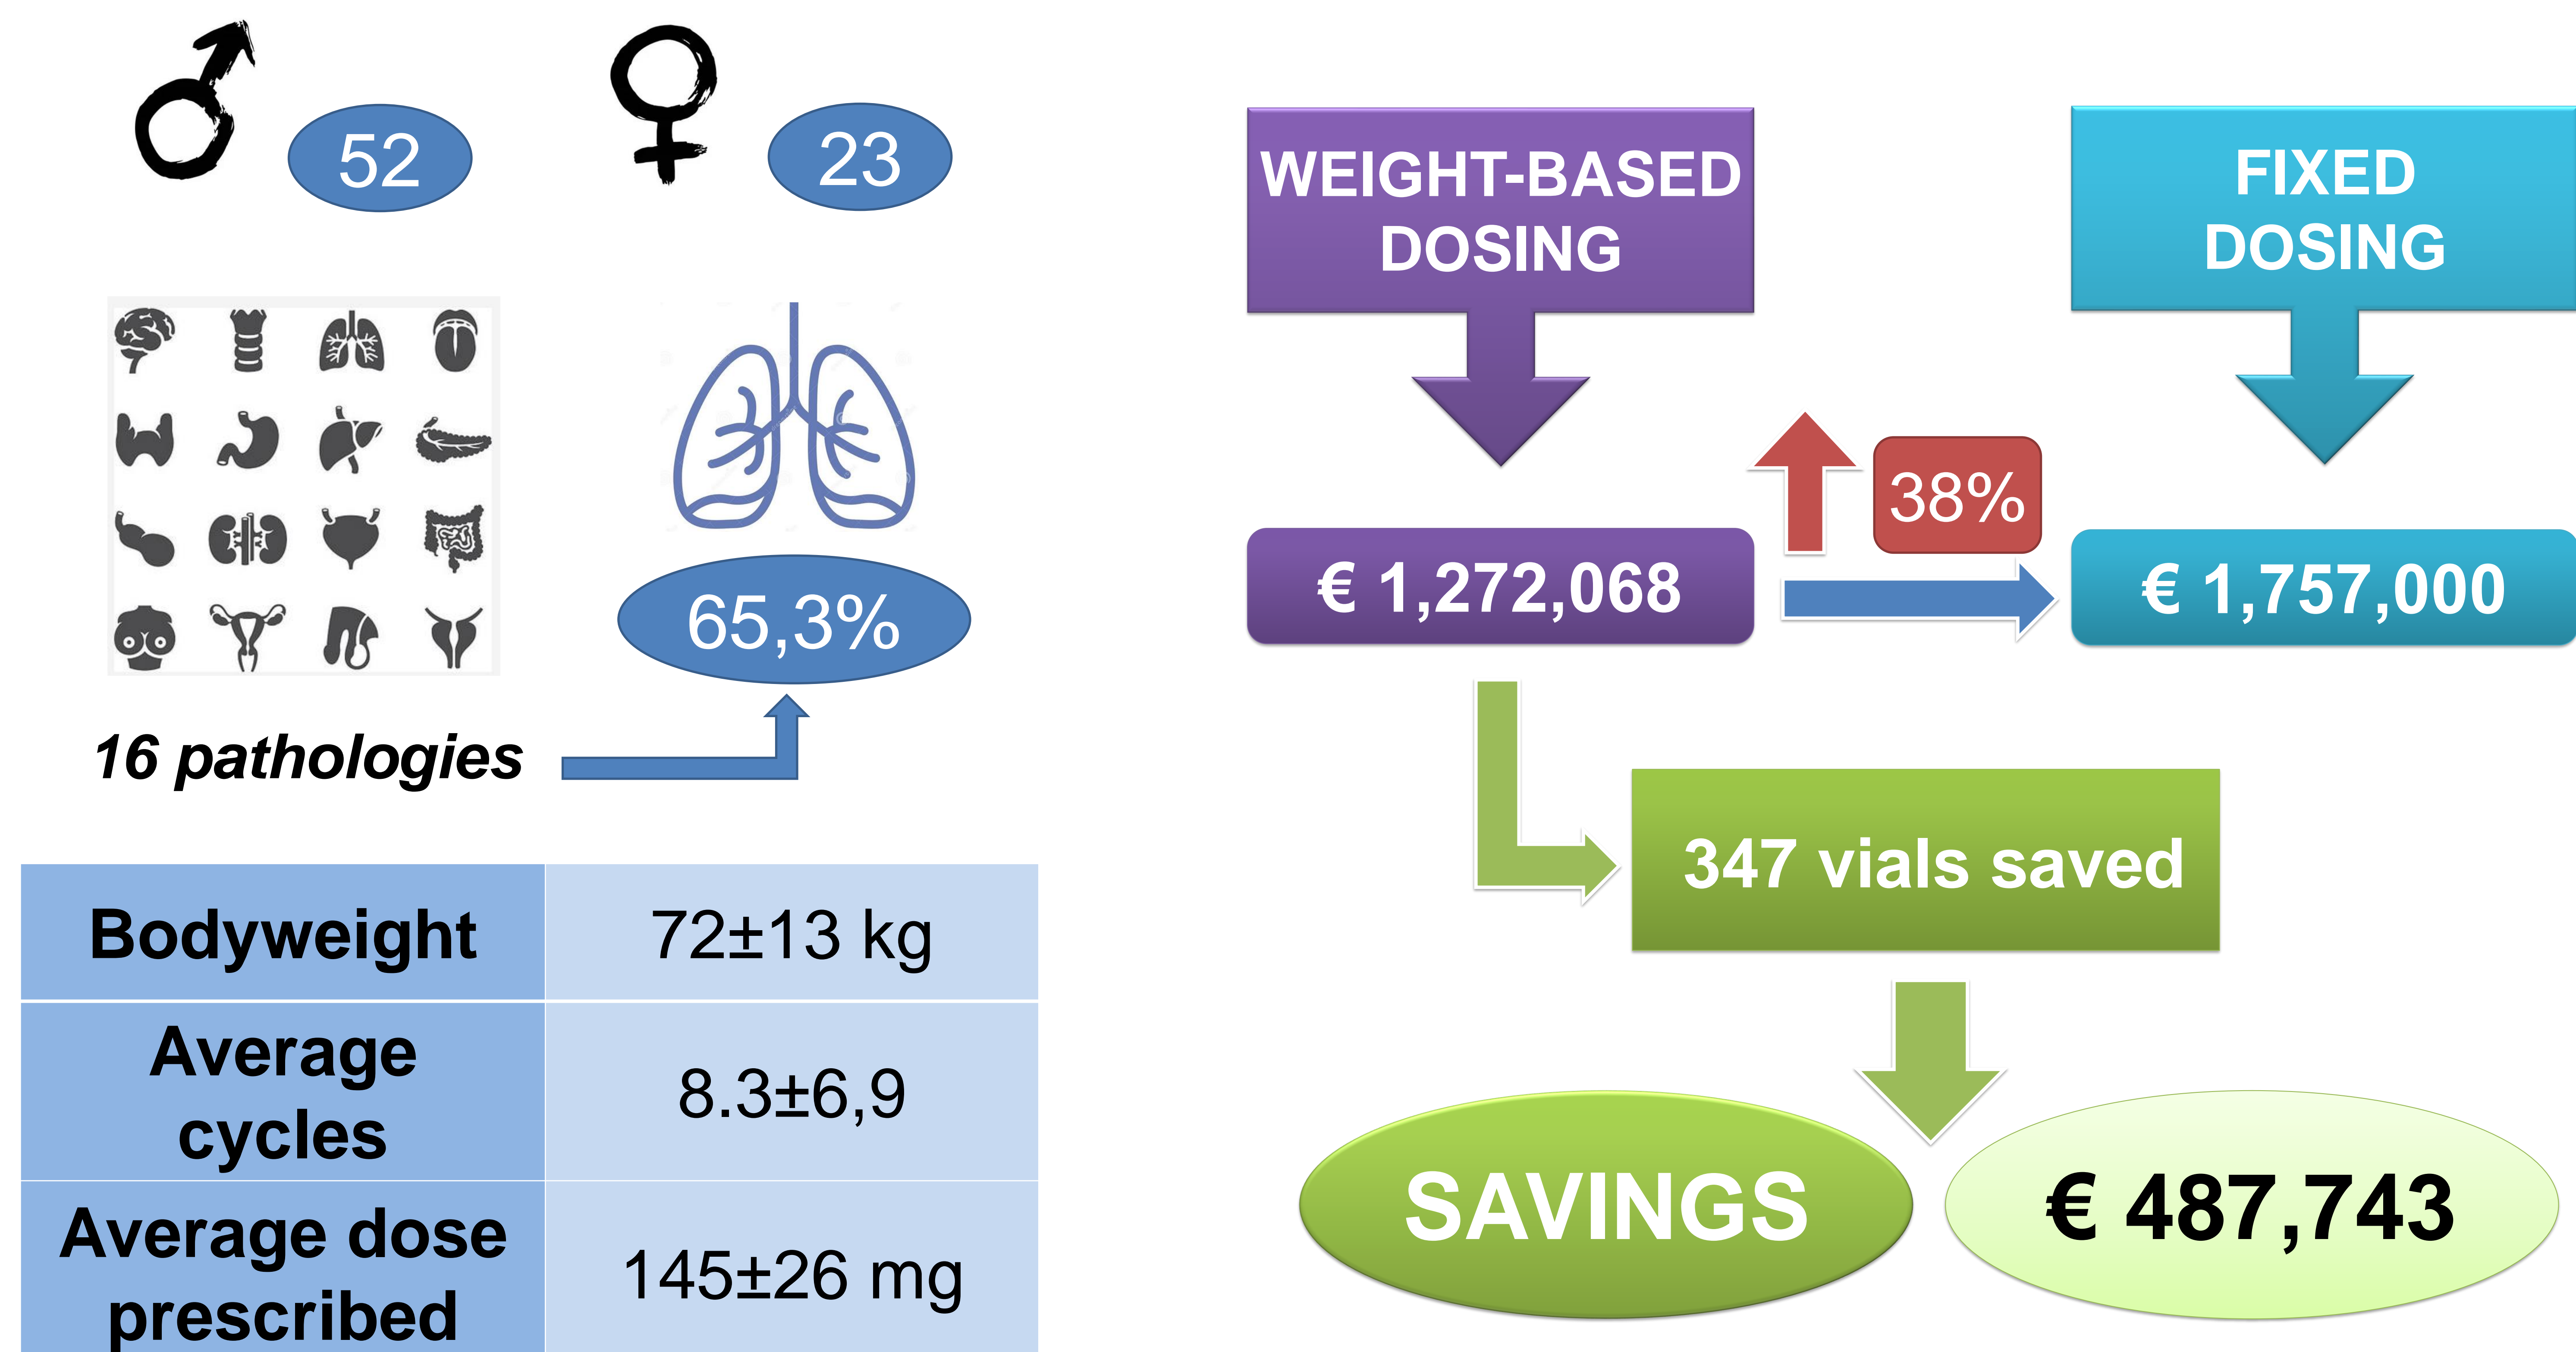 52
23
65,3%
16 pathologies
Bodyweight
72±13 kg
Average
cycles
8.3±6,9
Average dose
prescribed
145±26 mg
WEIGHT-BASED
DOSING
FIXED
DOSING
38%
€ 1,272,068
€ 1,757,000
347 vials saved
SAVINGS
€ 487,743